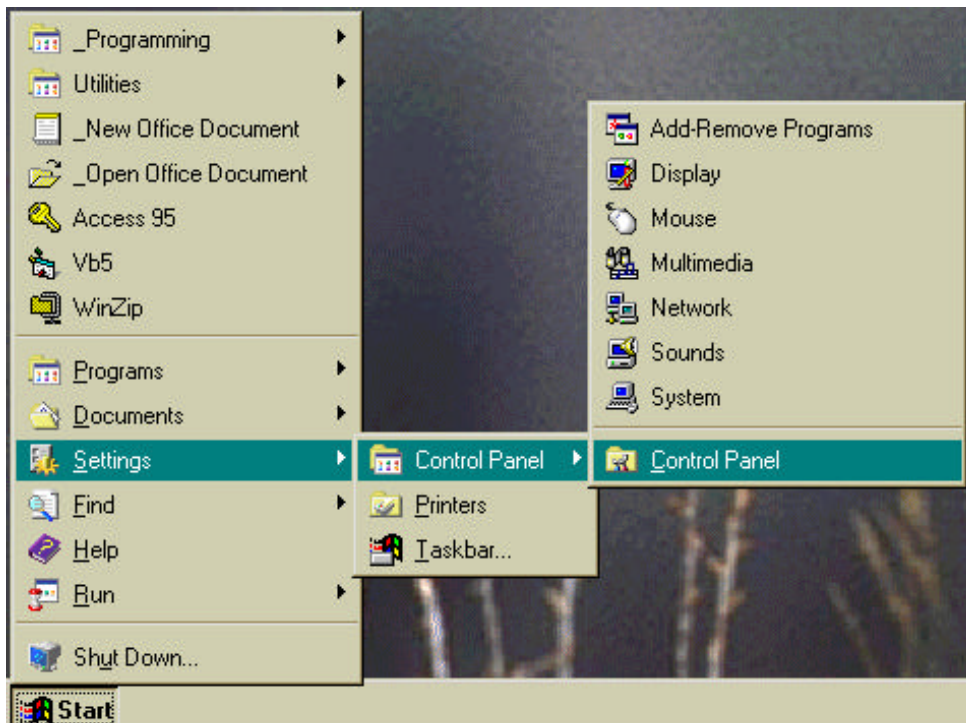 _Programming
Utilities
_New Office Document
_Open Office Document
Access 95
Vb5
WinZip
Programs
Documents
Settings
Find
Help
Run
Shut Down...
Start
Control Panel
Printers
Taskbar...
Add-Remove Programs
Display
Mouse
Multimedia
Network
Sounds
System
Control Panel